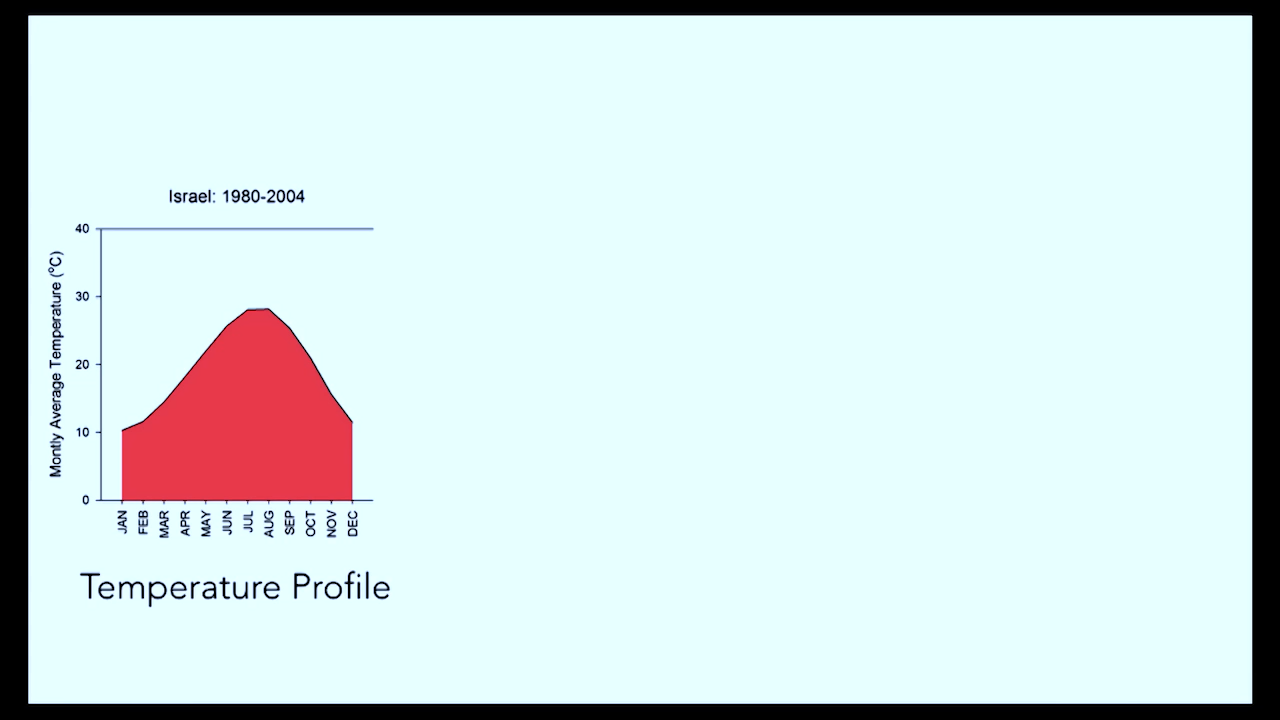 Israel: 1980-2004
Montly Average Temperature (°C)
40
30
20
10
0
JAN FEB MAR APR MAY JUN JUL AUG SEP OCT NOV DEC
Temperature Profile